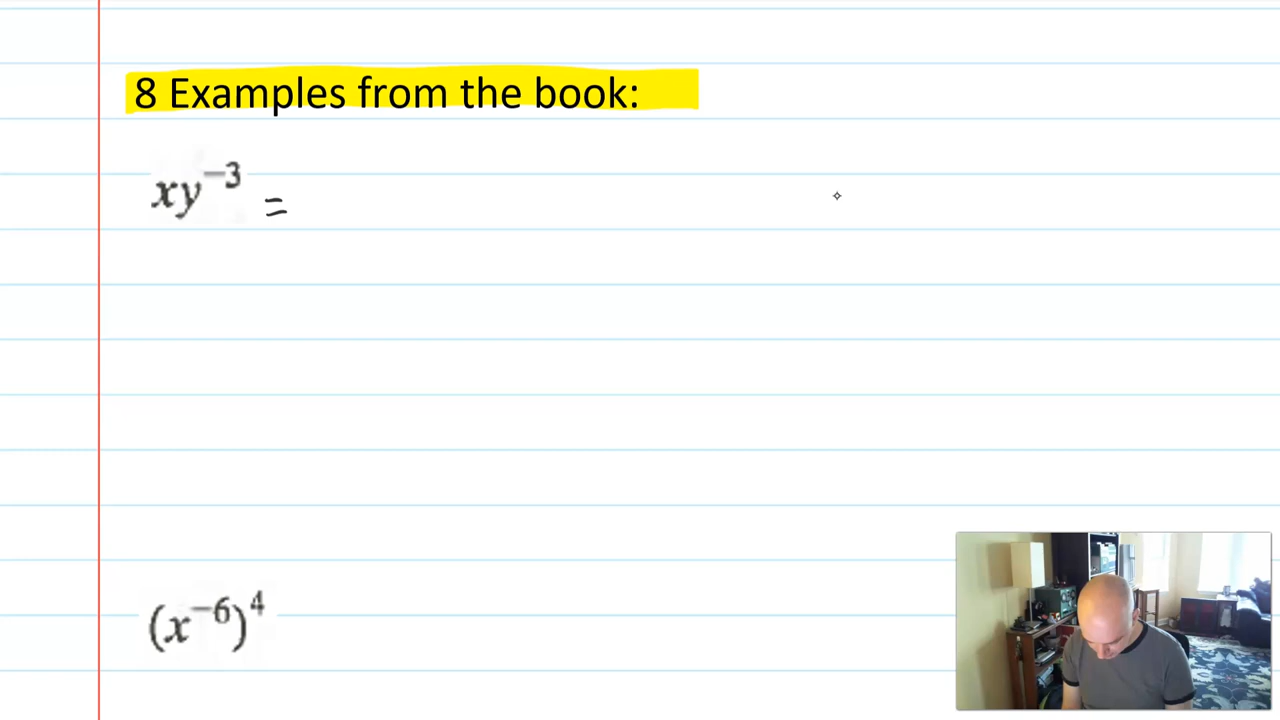 8 Examples from the book:
xy⁻³ =
(x⁻⁶)⁴